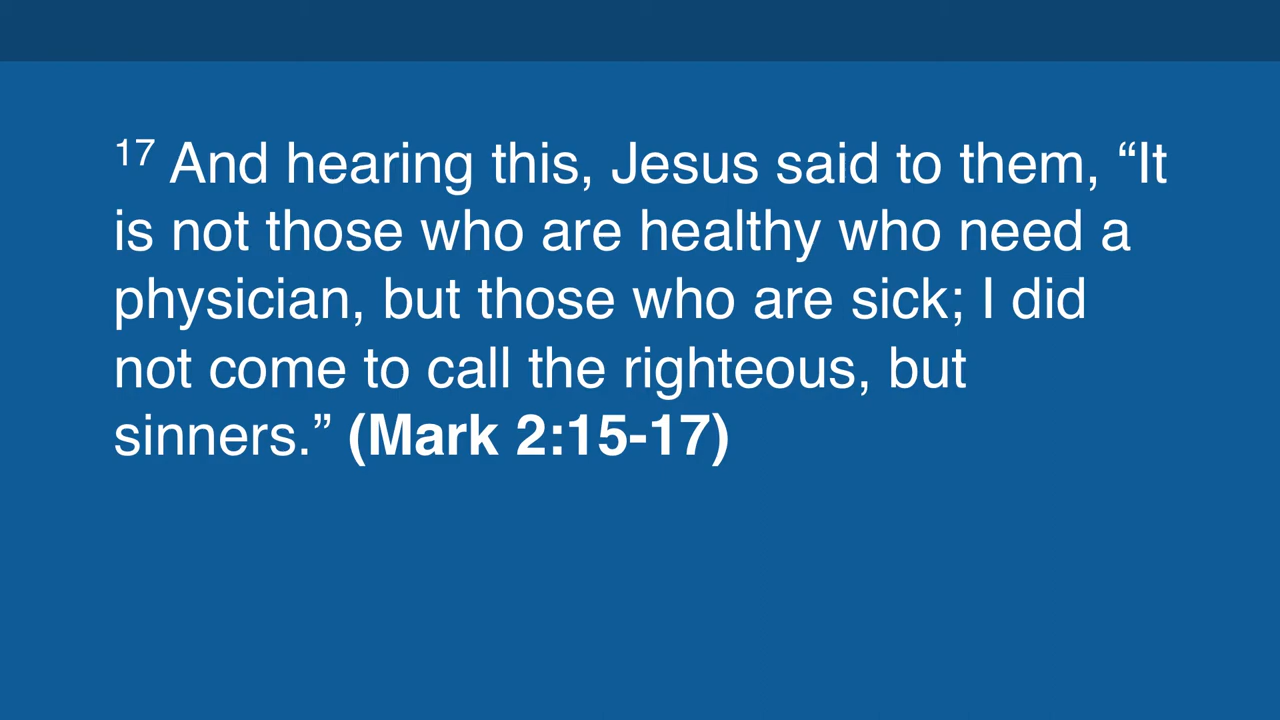 17 And hearing this, Jesus said to them, “It
is not those who are healthy who need a
physician, but those who are sick; I did
not come to call the righteous, but
sinners.” (Mark 2:15-17)